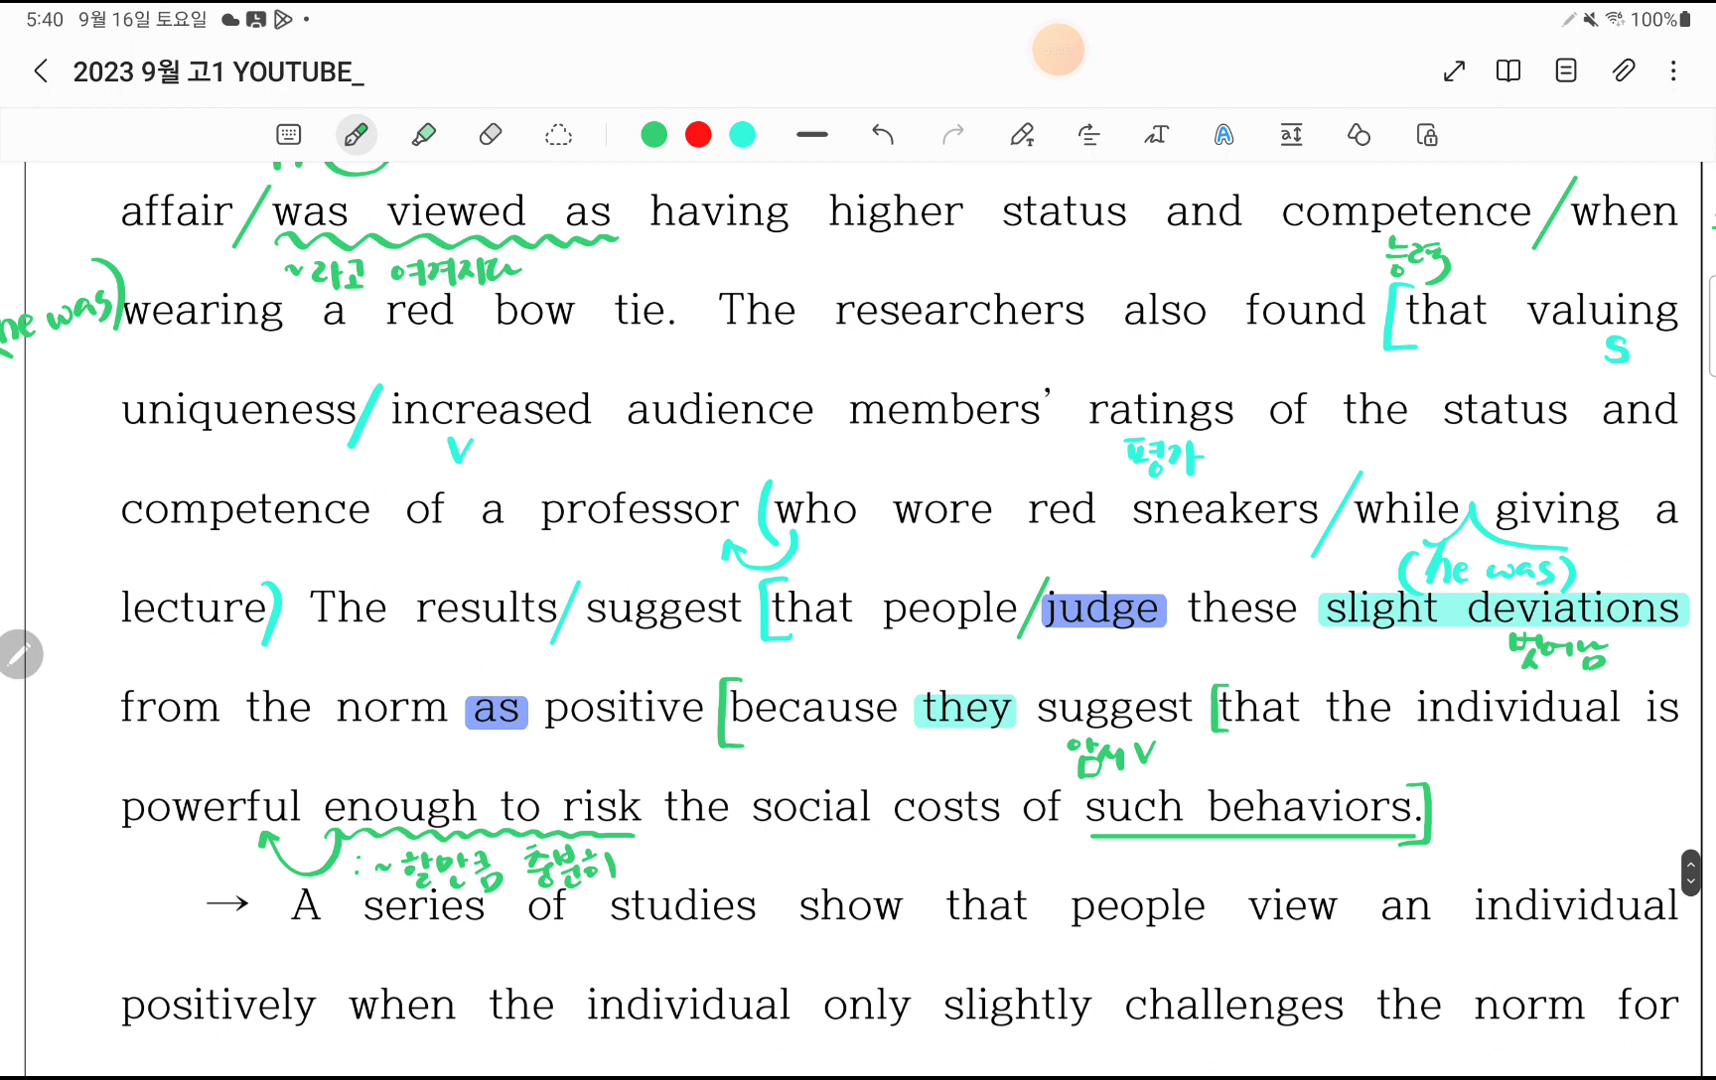 5:40 9월 16일 토요일 100%
2023 9월 고1 YOUTUBE_
affair / was viewed as having higher status and competence / when
~라고 여겨지다 능력
he was) wearing a red bow tie. The researchers also found [that valuing
S
uniqueness / increased audience members' ratings of the status and
V 평가
competence of a professor (who wore red sneakers / while giving a
(he was)
lecture) The results / suggest [that people / judge these slight deviations
벗어남
from the norm as positive [because they suggest [that the individual is
암시 V
powerful enough to risk the social costs of such behaviors.]
: ~할만큼 충분히
→ A series of studies show that people view an individual
positively when the individual only slightly challenges the norm for